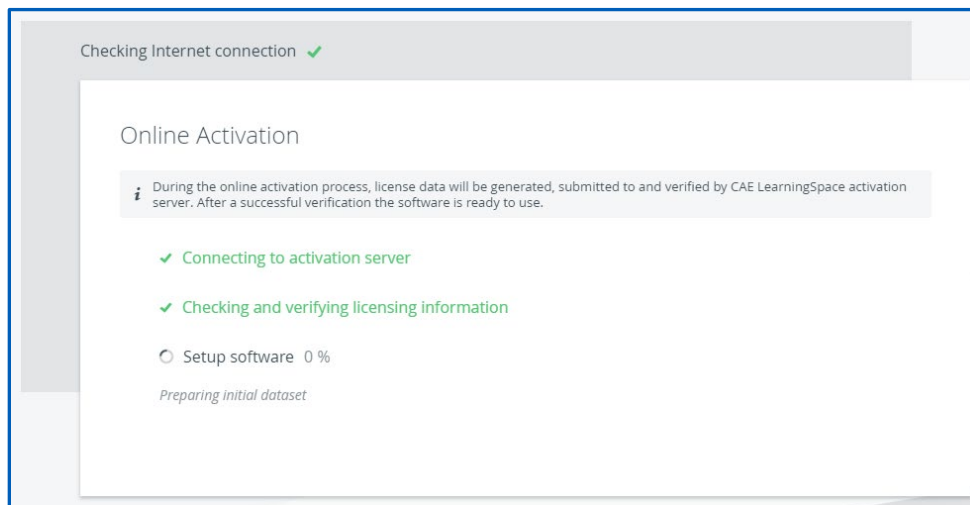 Checking Internet connection
Online Activation
During the online activation process, license data will be generated, submitted to and verified by CAE LearningSpace activation
server. After a successful verification the software is ready to use.
Connecting to activation server
Checking and verifying licensing information
Setup software 0 %
Preparing initial dataset